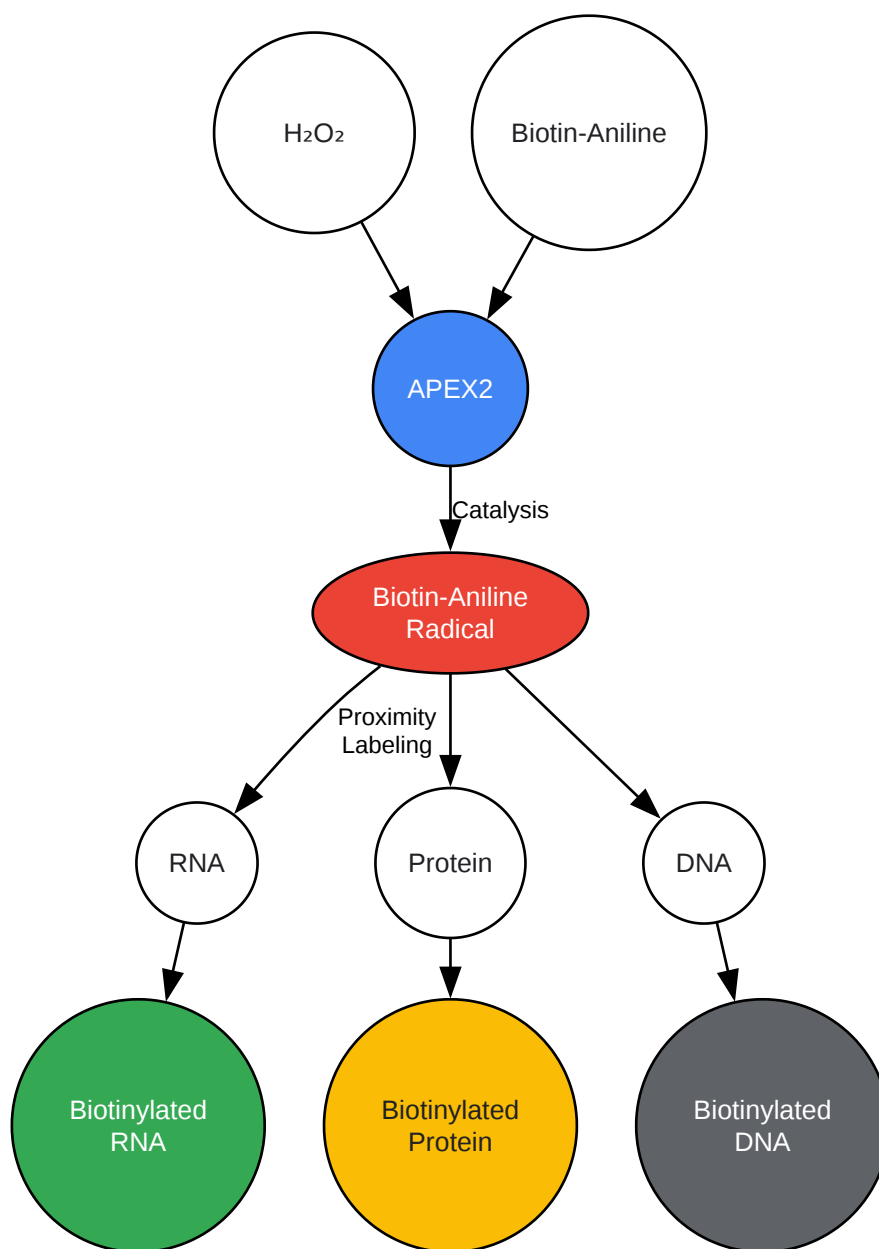 H₂O₂
Biotin-Aniline
APEX2
Catalysis
Biotin-Aniline
Radical
Proximity
Labeling
RNA
Protein
DNA
Biotinylated
RNA
Biotinylated
Protein
Biotinylated
DNA